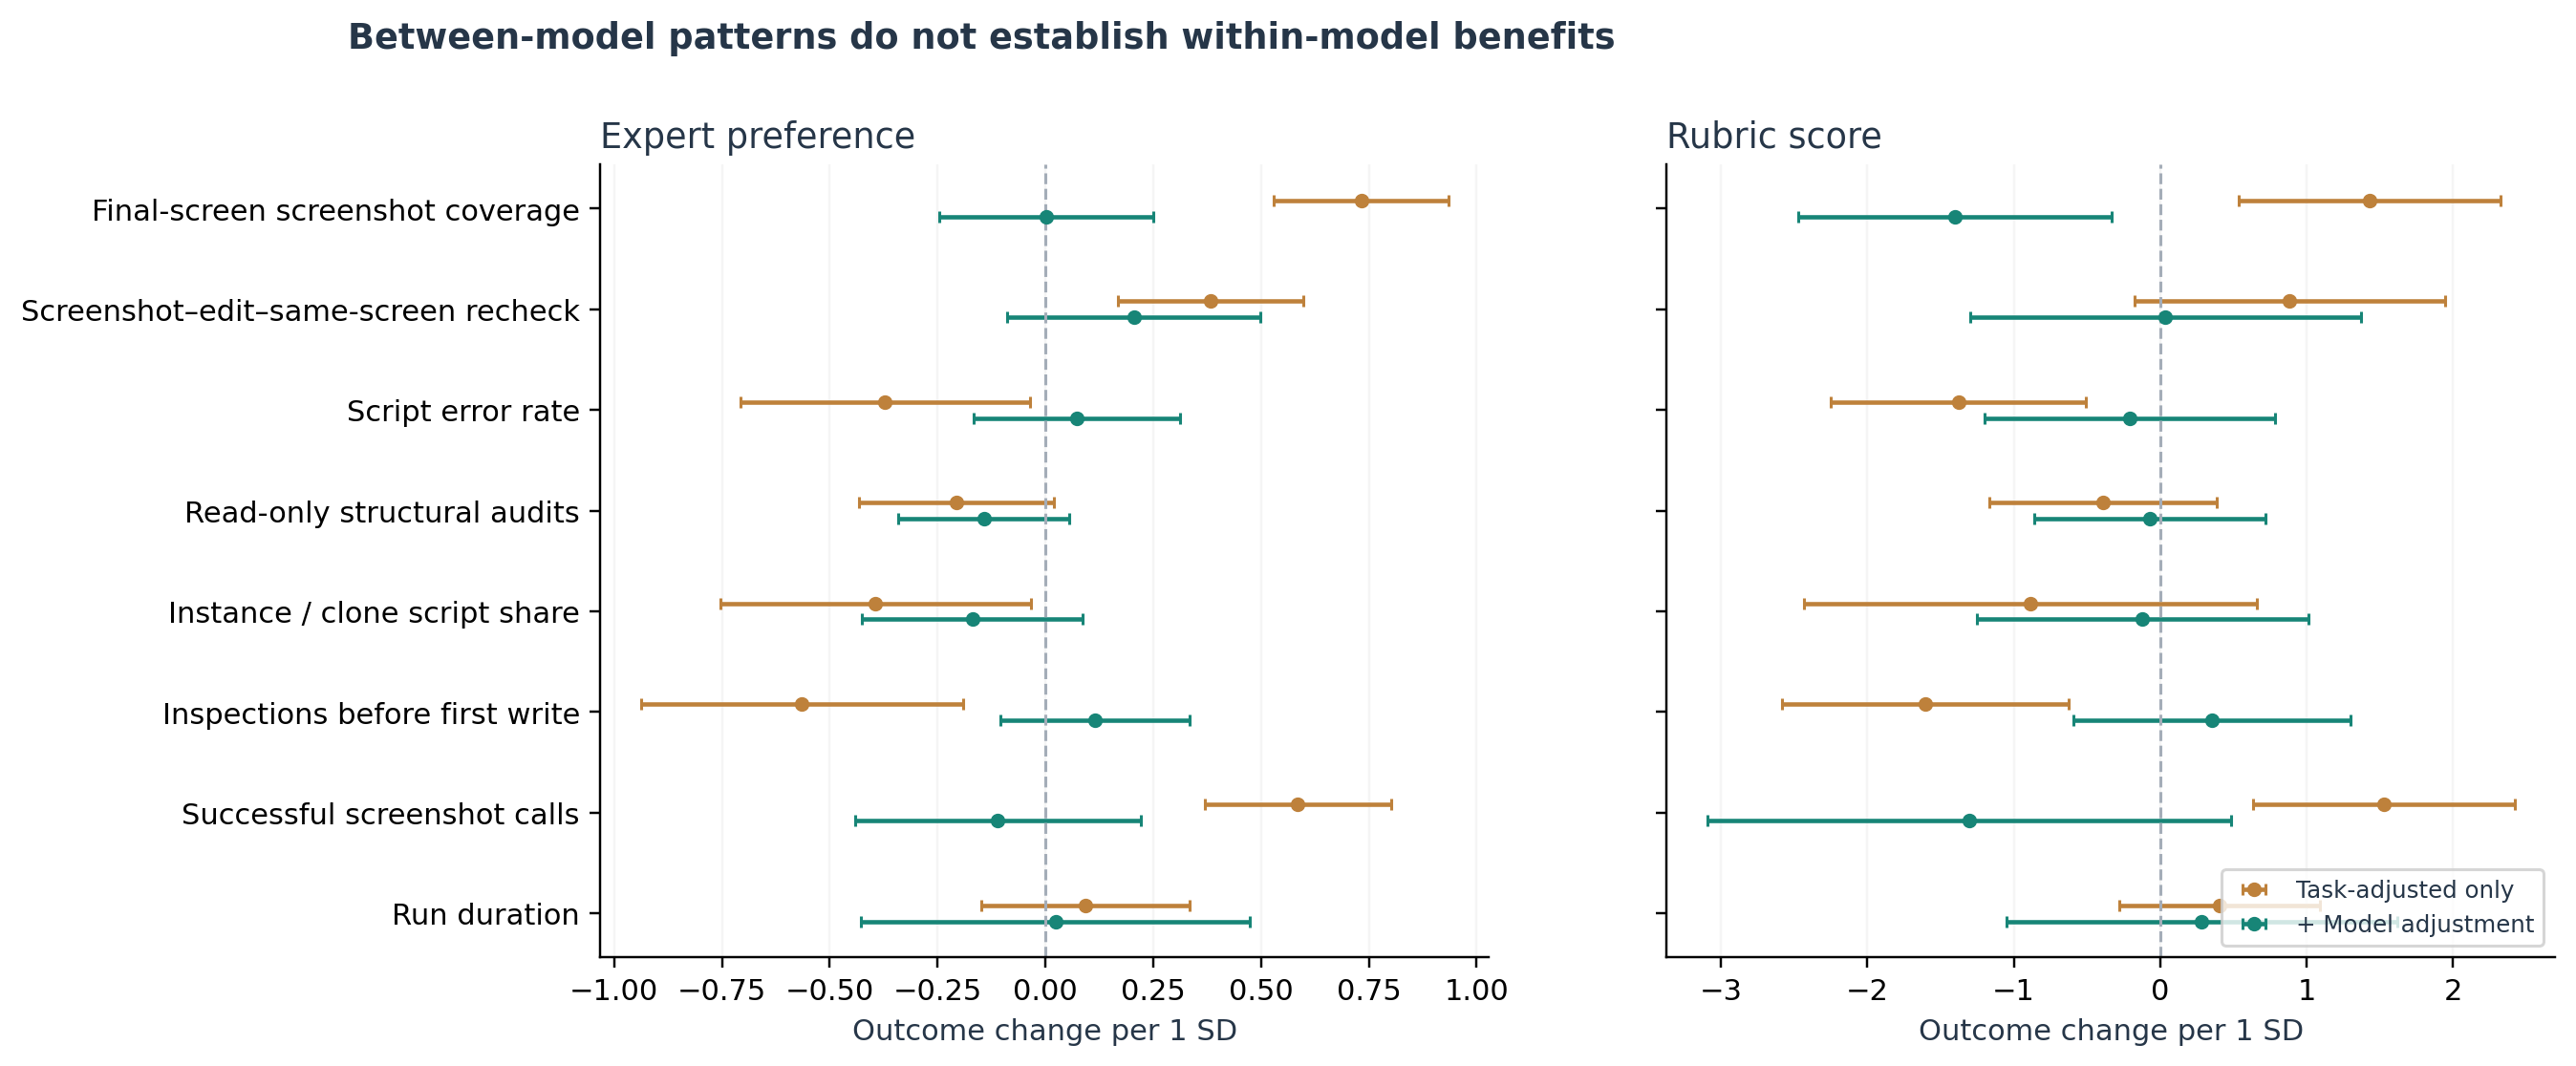 Between-model patterns do not establish within-model benefits
Expert preference
Rubric score
Final-screen screenshot coverage
Screenshot–edit–same-screen recheck
Script error rate
Read-only structural audits
Instance / clone script share
Inspections before first write
Successful screenshot calls
Run duration
Task-adjusted only
+ Model adjustment
−1.00 −0.75 −0.50 −0.25 0.00 0.25 0.50 0.75 1.00
−3 −2 −1 0 1 2
Outcome change per 1 SD
Outcome change per 1 SD